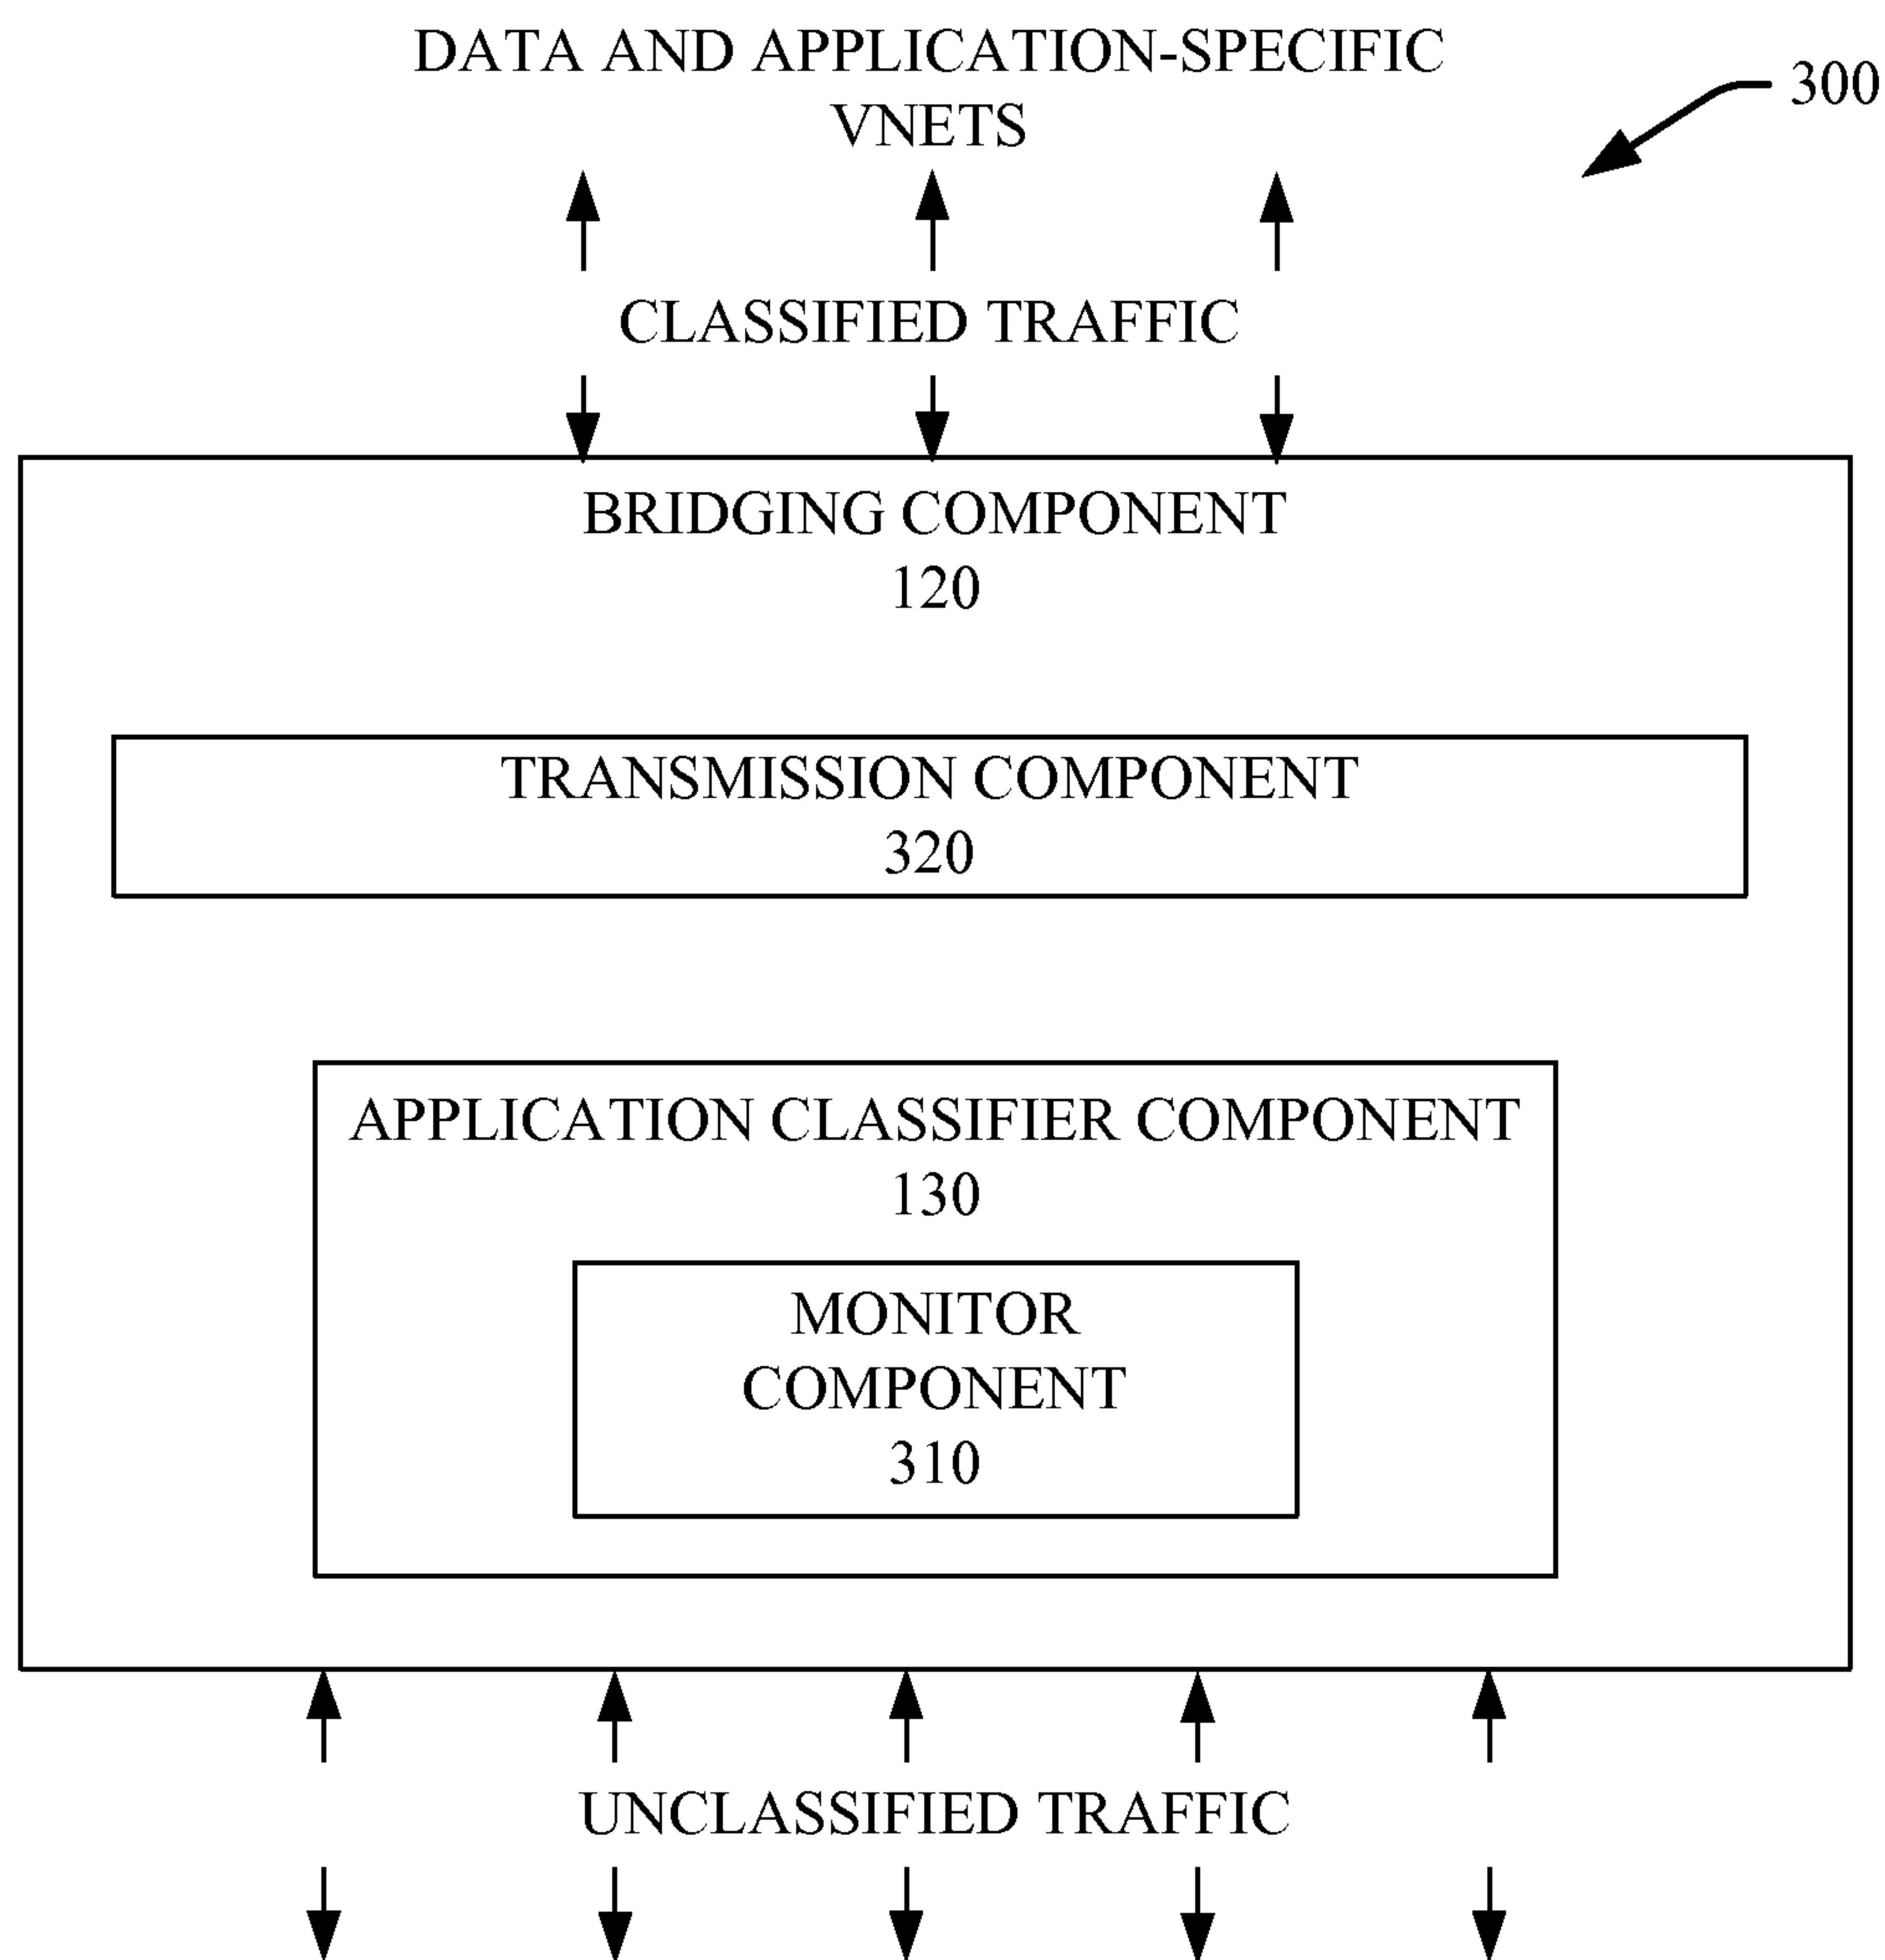 DATA AND APPLICATION-SPECIFIC
VNETS
300
CLASSIFIED TRAFFIC
BRIDGING COMPONENT
120
TRANSMISSION COMPONENT
320
APPLICATION CLASSIFIER COMPONENT
130
MONITOR
COMPONENT
310
UNCLASSIFIED TRAFFIC